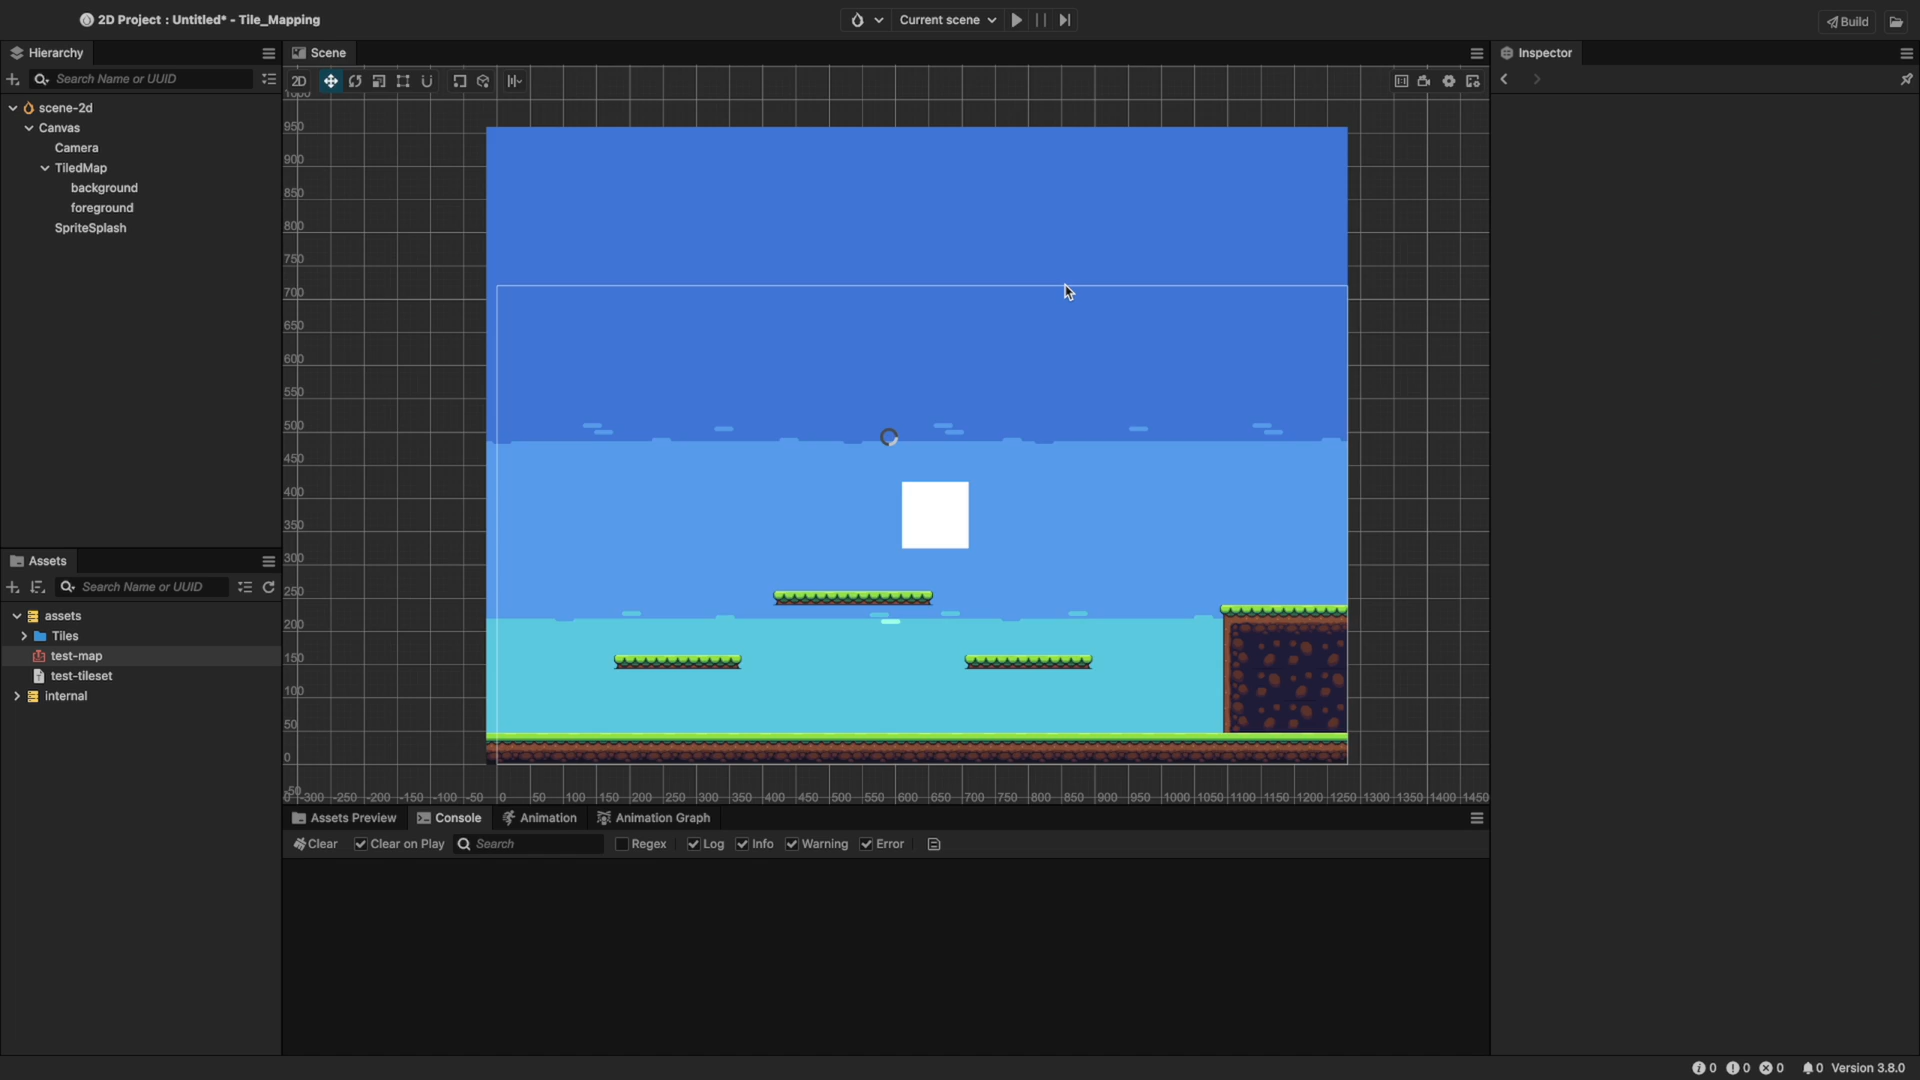 2D Project : Untitled* - Tile_Mapping
Current scene
Build
Hierarchy
Search Name or UUID
scene-2d
Canvas
Camera
TiledMap
background
foreground
SpriteSplash
Assets
Search Name or UUID
assets
Tiles
test-map
test-tileset
internal
Scene
2D
1000
950
900
850
800
750
700
650
600
550
500
450
400
350
300
250
200
150
100
50
0
-50
-300 -250 -200 -150 -100 -50 0 50 100 150 200 250 300 350 400 450 500 550 600 650 700 750 800 850 900 950 1000 1050 1100 1150 1200 1250 1300 1350 1400 1450
Assets Preview Console Animation Animation Graph
Clear Clear on Play Search Regex Log Info Warning Error
Inspector
0 0 0 0 Version 3.8.0